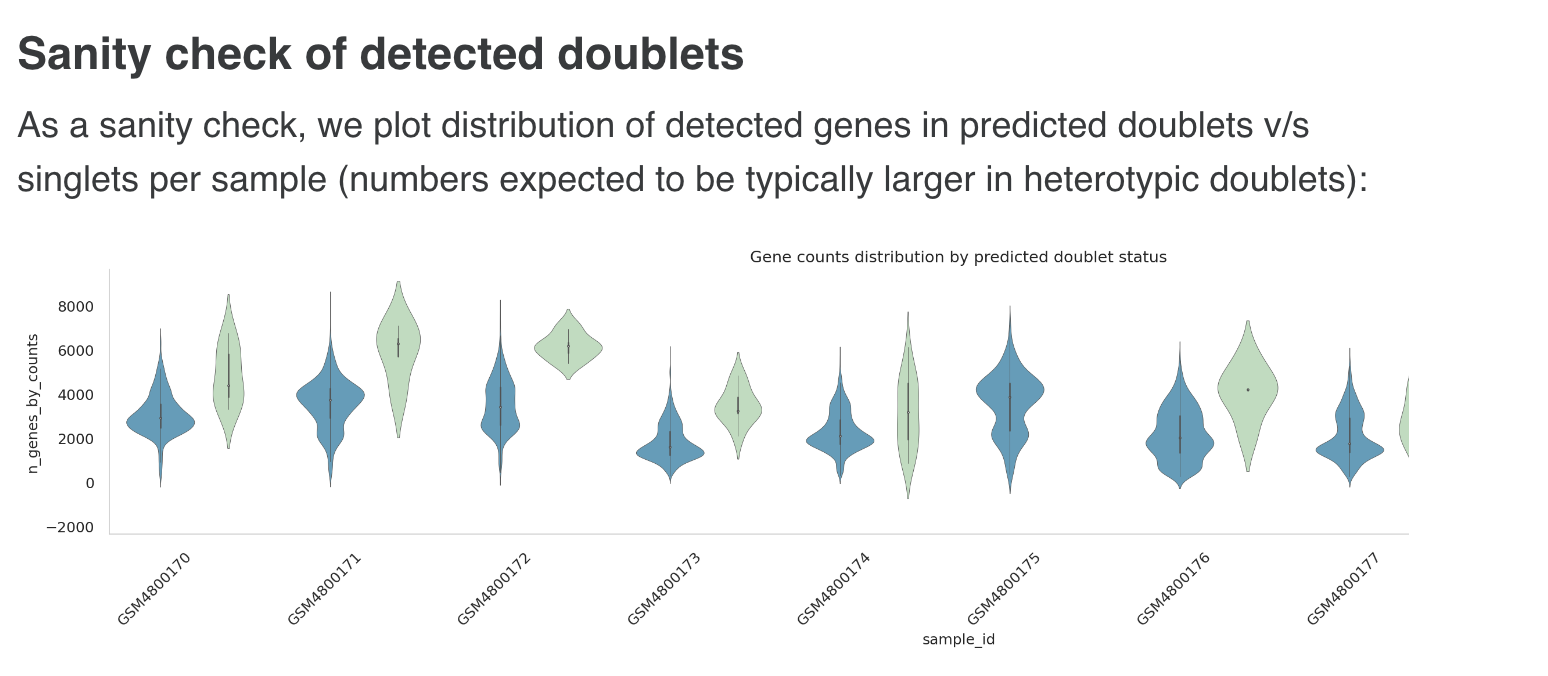 Sanity check of detected doublets
As a sanity check, we plot distribution of detected genes in predicted doublets v/s
singlets per sample (numbers expected to be typically larger in heterotypic doublets):
Gene counts distribution by predicted doublet status
n_genes_by_counts
8000
6000
4000
2000
0
−2000
GSM4800170
GSM4800171
GSM4800172
GSM4800173
GSM4800174
GSM4800175
GSM4800176
GSM4800177
sample_id